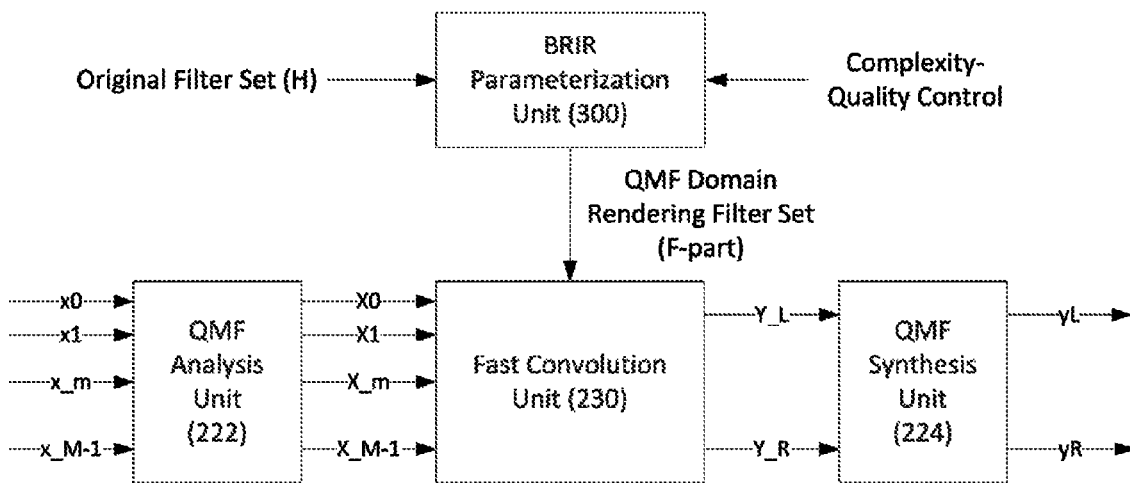 BRIR
Parameterization
Unit (300)
Original Filter Set (H)
Complexity-
Quality Control
QMF Domain
Rendering Filter Set
(F-part)
x0
x1
x_m
x_M-1
QMF
Analysis
Unit
(222)
X0
X1
X_m
X_M-1
Fast Convolution
Unit (230)
Y_L
Y_R
QMF
Synthesis
Unit
(224)
yL
yR